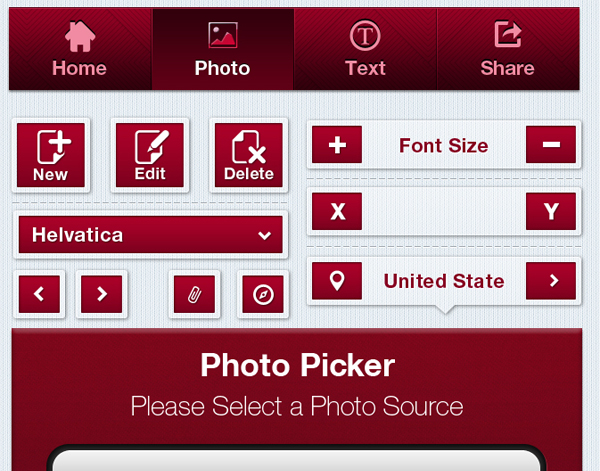 Home Photo Text Share
New Edit Delete
+ Font Size −
X Y
Helvatica
United State
Photo Picker
Please Select a Photo Source